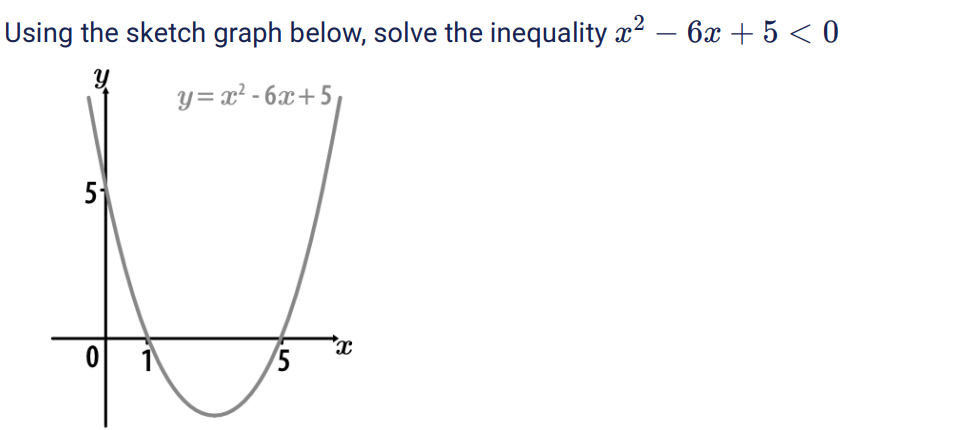 Using the sketch graph below, solve the inequality x² − 6x + 5 < 0
y
y = x² - 6x + 5
5
0 1 5 x